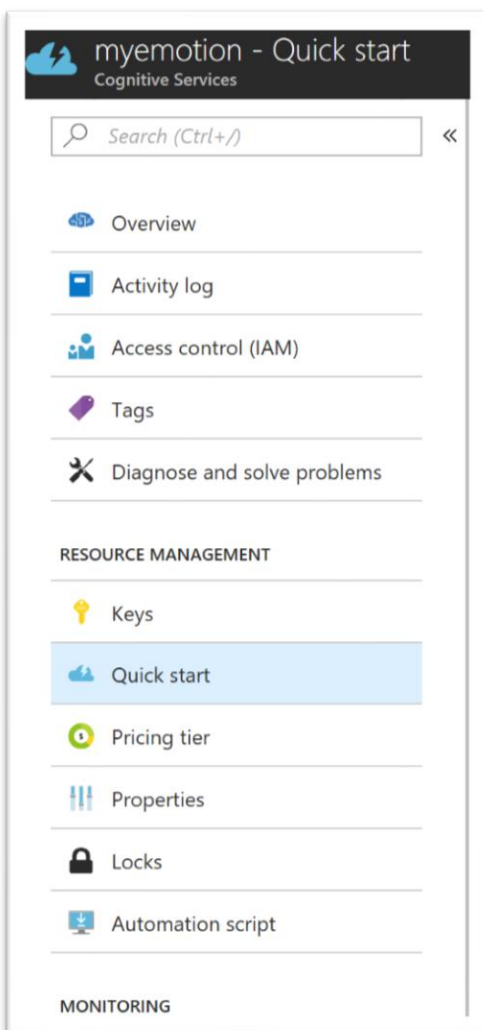 myemotion - Quick start
Cognitive Services
Search (Ctrl+/)
«
Overview
Activity log
Access control (IAM)
Tags
Diagnose and solve problems
RESOURCE MANAGEMENT
Keys
Quick start
Pricing tier
Properties
Locks
Automation script
MONITORING